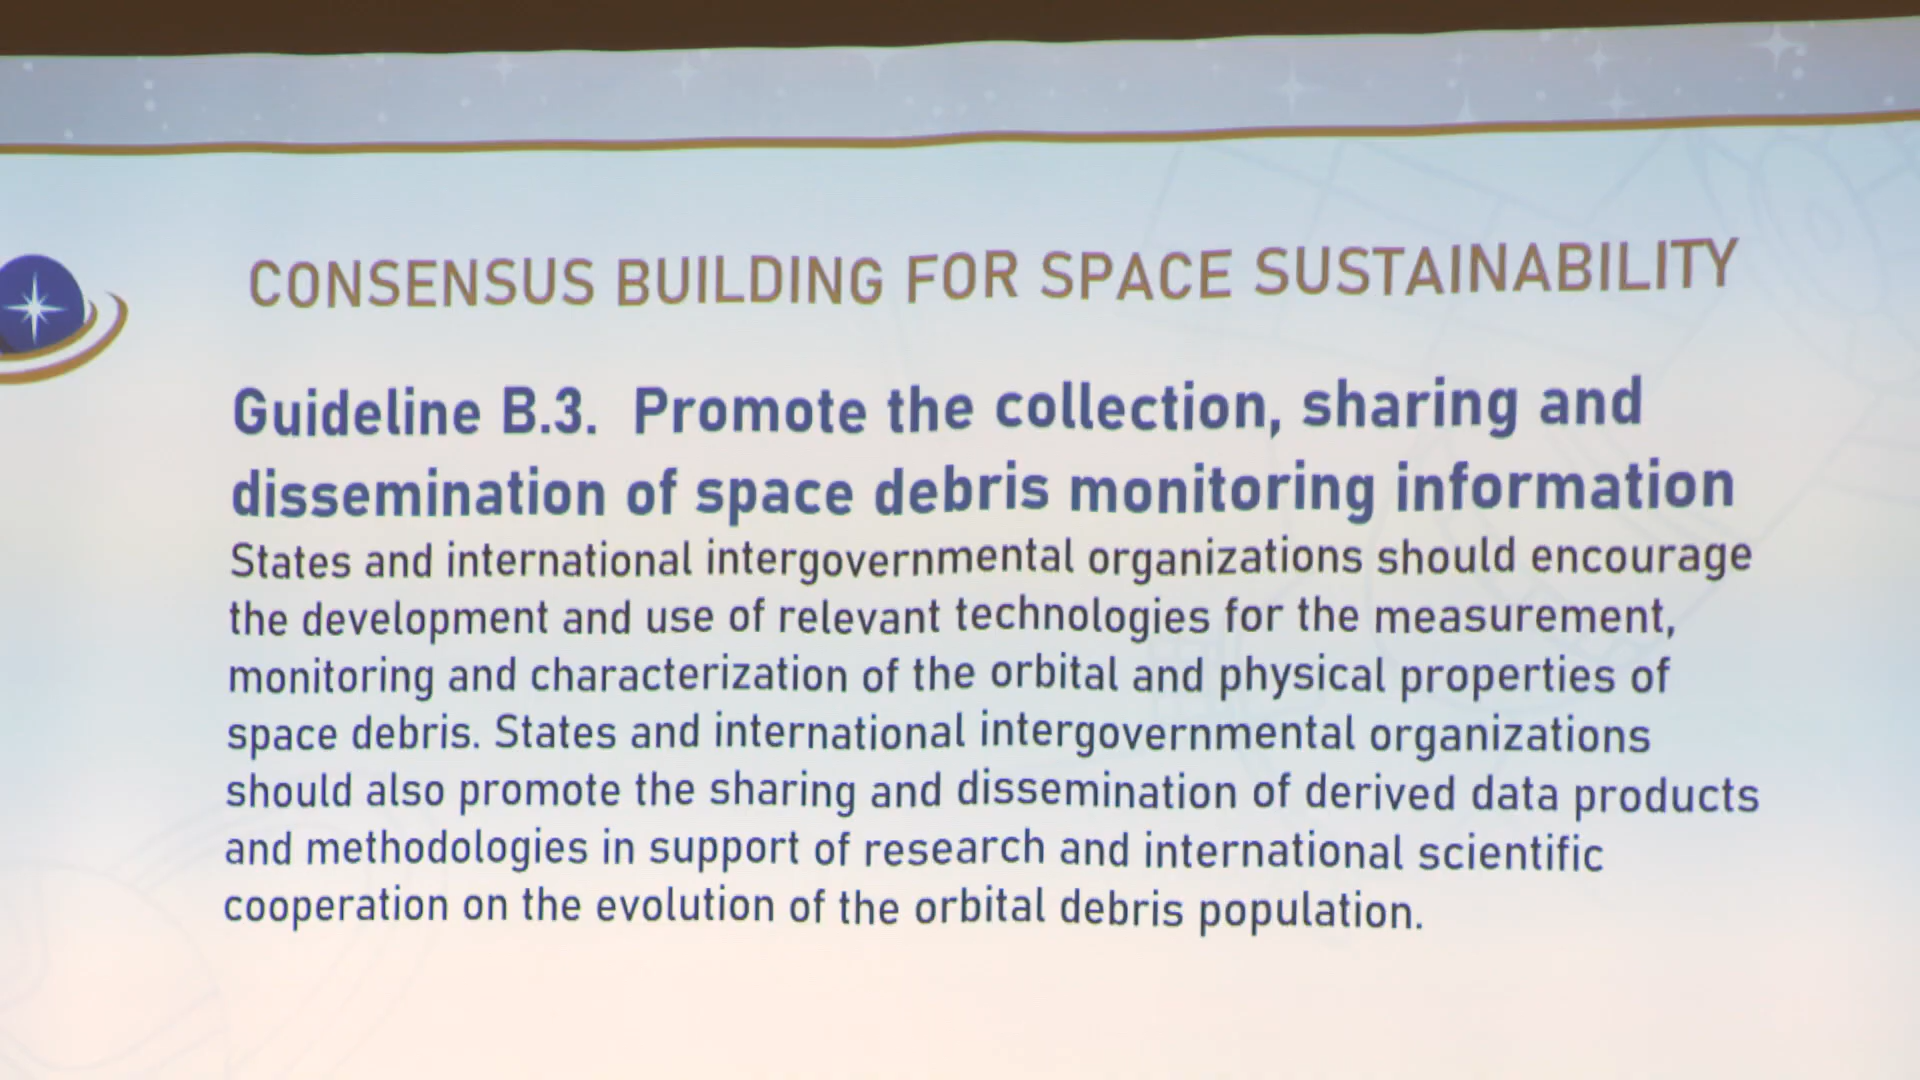 CONSENSUS BUILDING FOR SPACE SUSTAINABILITY
Guideline B.3. Promote the collection, sharing and
dissemination of space debris monitoring information
States and international intergovernmental organizations should encourage
the development and use of relevant technologies for the measurement,
monitoring and characterization of the orbital and physical properties of
space debris. States and international intergovernmental organizations
should also promote the sharing and dissemination of derived data products
and methodologies in support of research and international scientific
cooperation on the evolution of the orbital debris population.